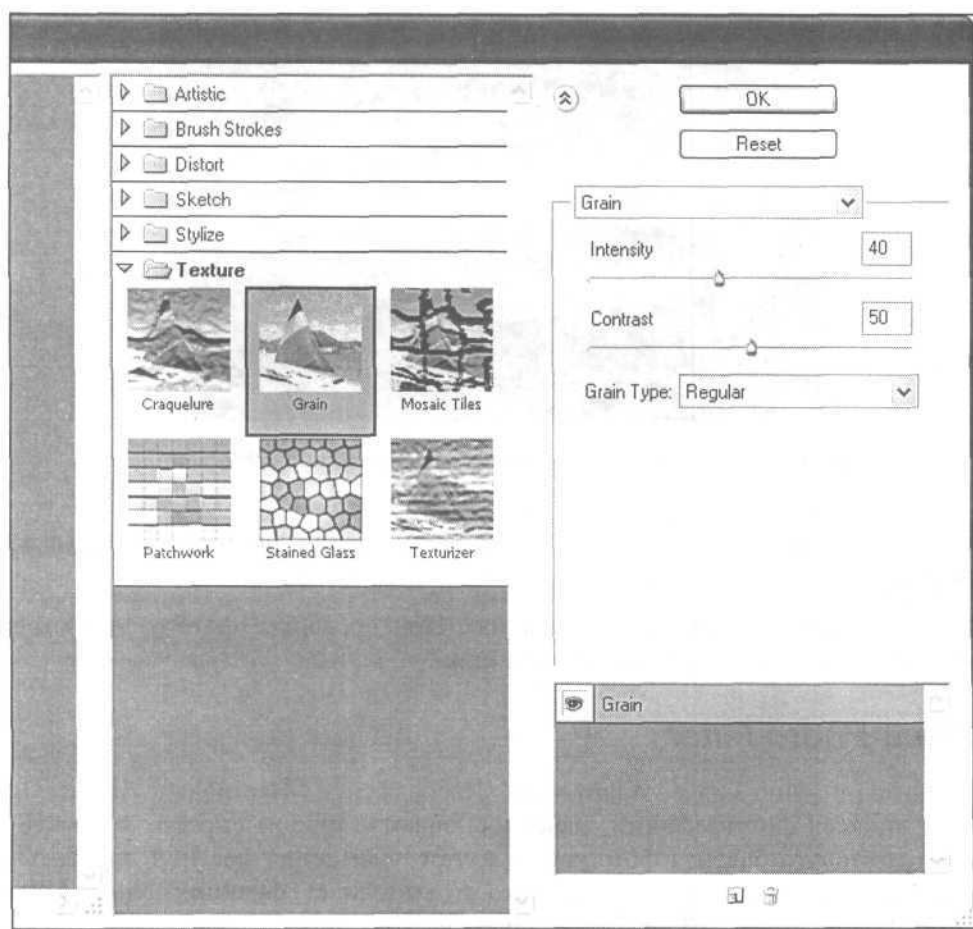 Artistic
Brush Strokes
Distort
Sketch
Stylize
Texture
Craquelure
Grain
Mosaic Tiles
Patchwork
Stained Glass
Texturizer
OK
Reset
Grain
Intensity
40
Contrast
50
Grain Type:
Regular
Grain